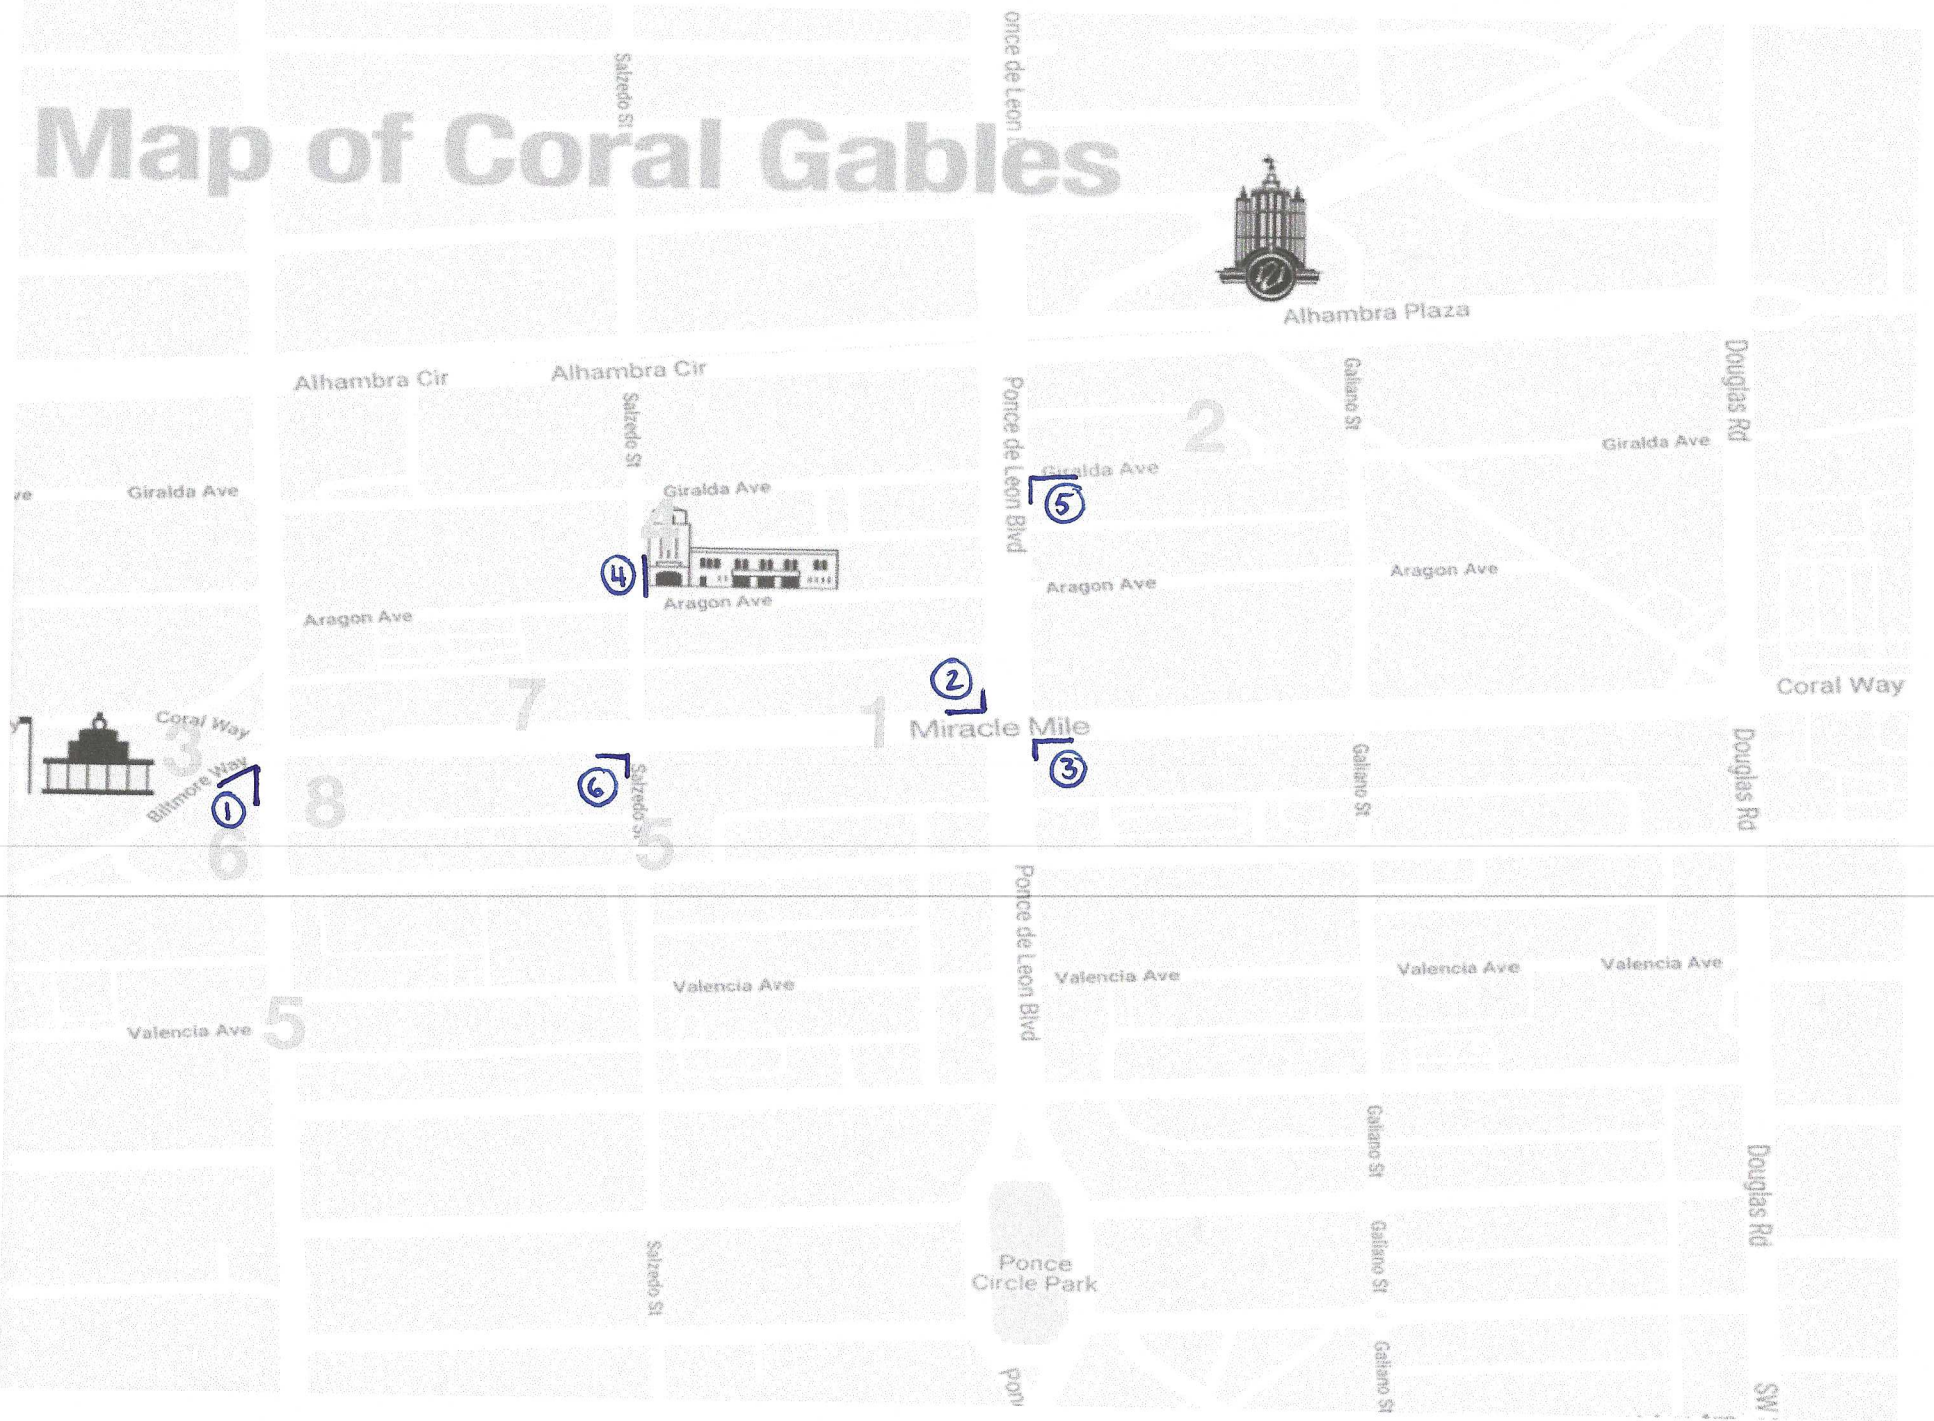 Salzedo St
once de Leon
Map of Coral Gables
Alhambra Plaza
Alhambra Cir
Alhambra Cir
Salzedo St
Ponce de Leon Blvd
2
Galiano St
Douglas Rd
Giralda Ave
Giralda Ave
ve
Giralda Ave
Giralda Ave
5
4
4
Aragon Ave
Aragon Ave
Aragon Ave
Aragon Ave
2
7
1
Miracle Mile
Coral Way
y
Coral Way
3
Biltmore Way
1
8
6
Salzedo St
3
Galiano St
Douglas Rd
6
5
Ponce de Leon Blvd
Valencia Ave
Valencia Ave
Valencia Ave
Valencia Ave
Valencia Ave
5
Galiano St
Douglas Rd
Salzedo St
Galiano St
Ponce
Circle Park
Galiano St
Pon
SW